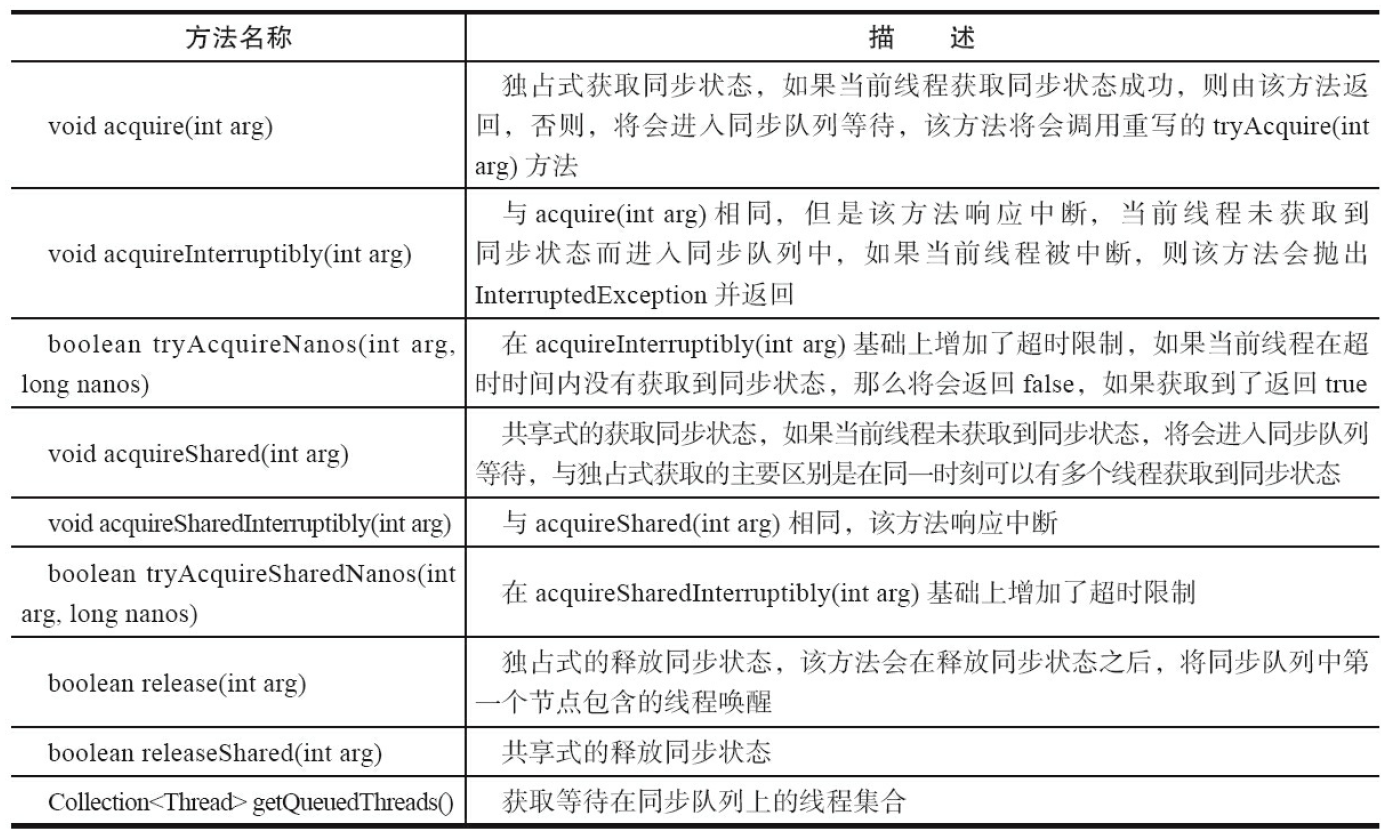 方法名称
描 述
void acquire(int arg)
独占式获取同步状态，如果当前线程获取同步状态成功，则由该方法返
回，否则，将会进入同步队列等待，该方法将会调用重写的 tryAcquire(int
arg) 方法
void acquireInterruptibly(int arg)
与 acquire(int arg) 相同，但是该方法响应中断，当前线程未获取到
同步状态而进入同步队列中，如果当前线程被中断，则该方法会抛出
InterruptedException 并返回
boolean tryAcquireNanos(int arg,
long nanos)
在 acquireInterruptibly(int arg) 基础上增加了超时限制，如果当前线程在超
时时间内没有获取到同步状态，那么将会返回 false，如果获取到了返回 true
void acquireShared(int arg)
共享式的获取同步状态，如果当前线程未获取到同步状态，将会进入同步队列
等待，与独占式获取的主要区别是在同一时刻可以有多个线程获取到同步状态
void acquireSharedInterruptibly(int arg)
与 acquireShared(int arg) 相同，该方法响应中断
boolean tryAcquireSharedNanos(int
arg, long nanos)
在 acquireSharedInterruptibly(int arg) 基础上增加了超时限制
boolean release(int arg)
独占式的释放同步状态，该方法会在释放同步状态之后，将同步队列中第
一个节点包含的线程唤醒
boolean releaseShared(int arg)
共享式的释放同步状态
Collection<Thread> getQueuedThreads()
获取等待在同步队列上的线程集合